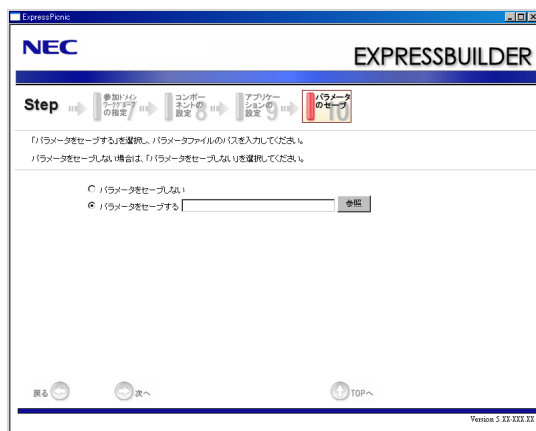 ExpressPicnic
NEC
EXPRESSBUILDER
Step
参加ドメイン
ワークグループ
の指定 7
コンポー
ネントの
設定 8
アプリケー
ションの
設定 9
パラメータ
のセーブ 10
「パラメータをセーブする」を選択し、パラメータファイルのパスを入力してください。
パラメータをセーブしない場合は、「パラメータをセーブしない」を選択してください。
パラメータをセーブしない
パラメータをセーブする 参照
戻る 次へ TOPへ
Version 5.XX-XXX.XX